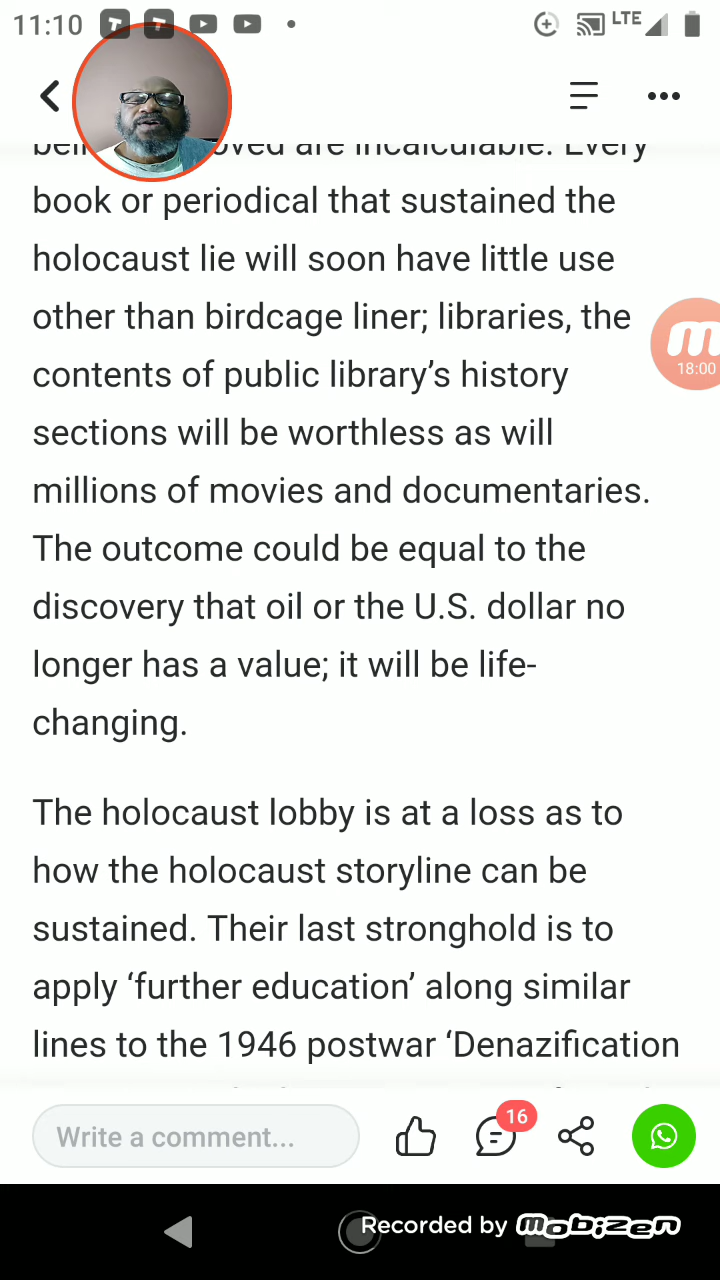 11:10
LTE
are incalculable. Every
book or periodical that sustained the
holocaust lie will soon have little use
other than birdcage liner; libraries, the
contents of public library’s history
sections will be worthless as will
millions of movies and documentaries.
The outcome could be equal to the
discovery that oil or the U.S. dollar no
longer has a value; it will be life-
changing.
18:00
The holocaust lobby is at a loss as to
how the holocaust storyline can be
sustained. Their last stronghold is to
apply ‘further education’ along similar
lines to the 1946 postwar ‘Denazification
Write a comment...
16
Recorded by mobizen